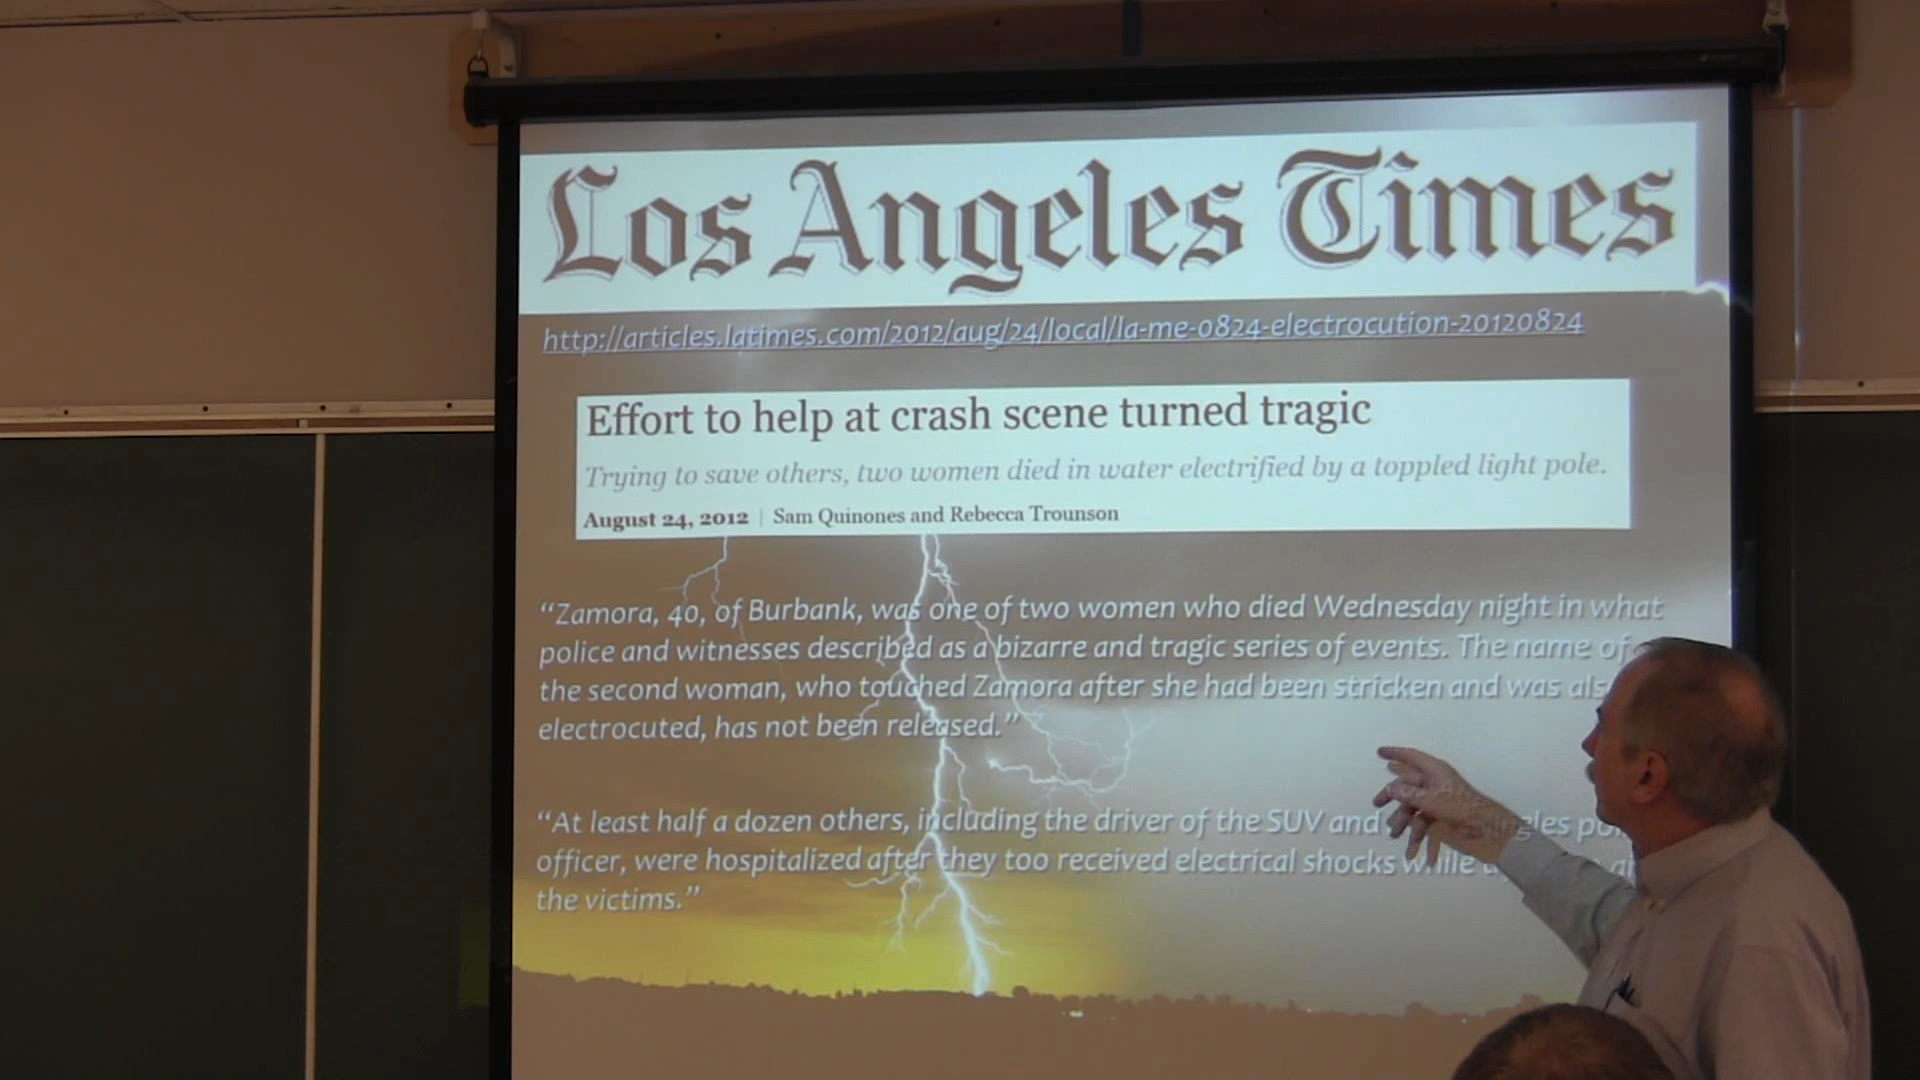 Los Angeles Times
http://articles.latimes.com/2012/aug/24/local/la-me-0824-electrocution-20120824
Effort to help at crash scene turned tragic
Trying to save others, two women died in water electrified by a toppled light pole.
August 24, 2012 | Sam Quinones and Rebecca Trounson
“Zamora, 40, of Burbank, was one of two women who died Wednesday night in what
police and witnesses described as a bizarre and tragic series of events. The name of
the second woman, who touched Zamora after she had been stricken and was
electrocuted, has not been released.”
“At least half a dozen others, including the driver of the SUV and
officer, were hospitalized after they too received electrical shocks while
the victims.”